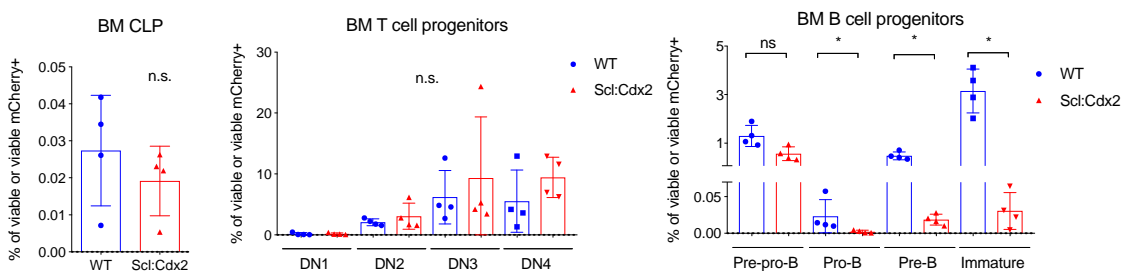 BM CLP
% of viable or viable mCherry+
0.05
0.04
0.03
0.02
0.01
0.00
n.s.
WT
Scl:Cdx2
BM T cell progenitors
% of viable or viable mCherry+
30
20
10
0
n.s.
WT
Scl:Cdx2
DN1
DN2
DN3
DN4
BM B cell progenitors
% of viable or viable mCherry+
5
3
1
0.05
0.00
ns
*
*
*
WT
Scl:Cdx2
Pre-pro-B
Pro-B
Pre-B
Immature